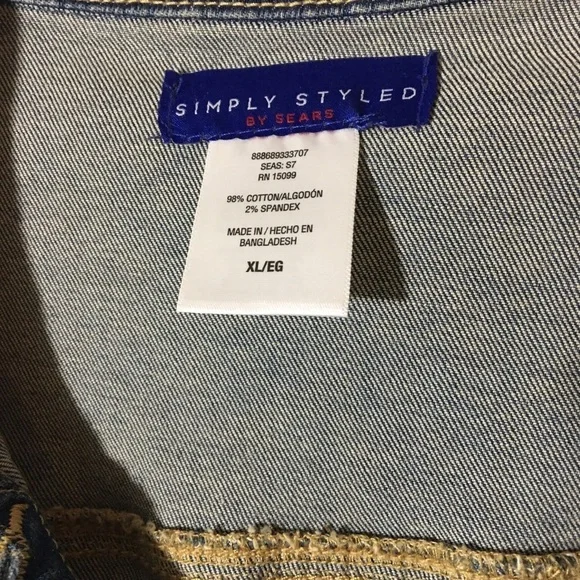 SIMPLY STYLED
BY SEARS
888689333707
SEAS: S7
RN 15099
98% COTTON/ALGODÓN
2% SPANDEX
MADE IN / HECHO EN
BANGLADESH
XL/EG